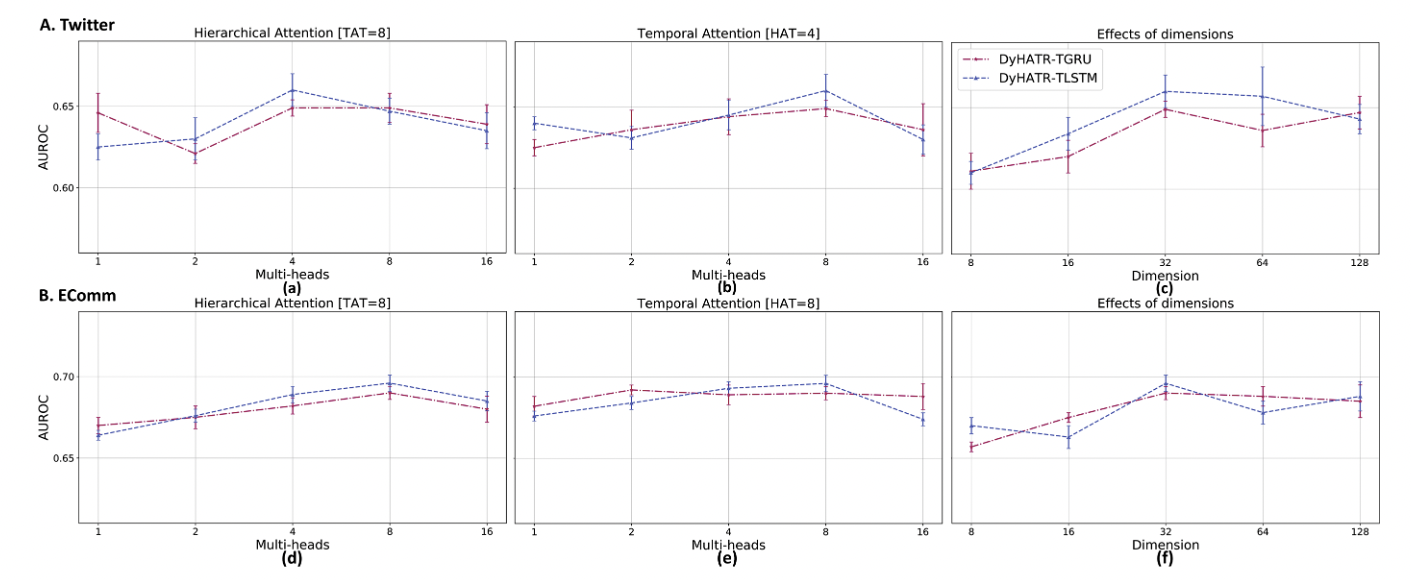 A. Twitter
Hierarchical Attention [TAT=8]
Temporal Attention [HAT=4]
Effects of dimensions
DyHATR-TGRU
DyHATR-TLSTM
AUROC
0.65
0.60
1 2 4 8 16
1 2 4 8 16
8 16 32 64 128
Multi-heads
Multi-heads
Dimension
(a)
(b)
(c)
B. EComm
Hierarchical Attention [TAT=8]
Temporal Attention [HAT=8]
Effects of dimensions
AUROC
0.70
0.65
1 2 4 8 16
1 2 4 8 16
8 16 32 64 128
Multi-heads
Multi-heads
Dimension
(d)
(e)
(f)